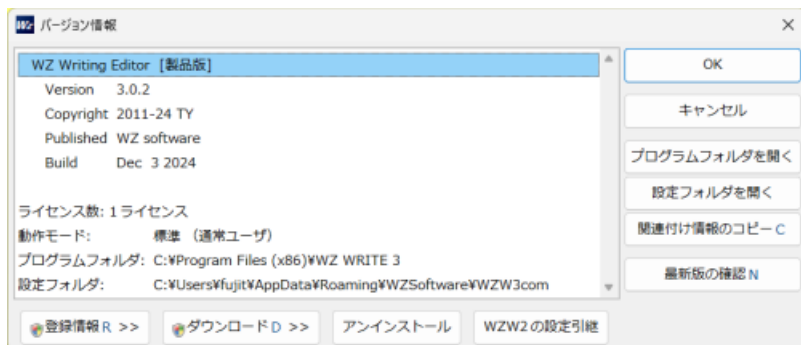 バージョン情報
WZ Writing Editor [製品版]
Version 3.0.2
Copyright 2011-24 TY
Published WZ software
Build Dec 3 2024
ライセンス数: 1 ライセンス
動作モード: 標準 （通常ユーザ）
プログラムフォルダ: C:¥Program Files (x86)¥WZ WRITE 3
設定フォルダ: C:¥Users¥fujit¥AppData¥Roaming¥WZSoftware¥WZW3com
OK
キャンセル
プログラムフォルダを開く
設定フォルダを開く
関連付け情報のコピー C
最新版の確認 N
登録情報 R >>
ダウンロード D >>
アンインストール
WZW2 の設定引継